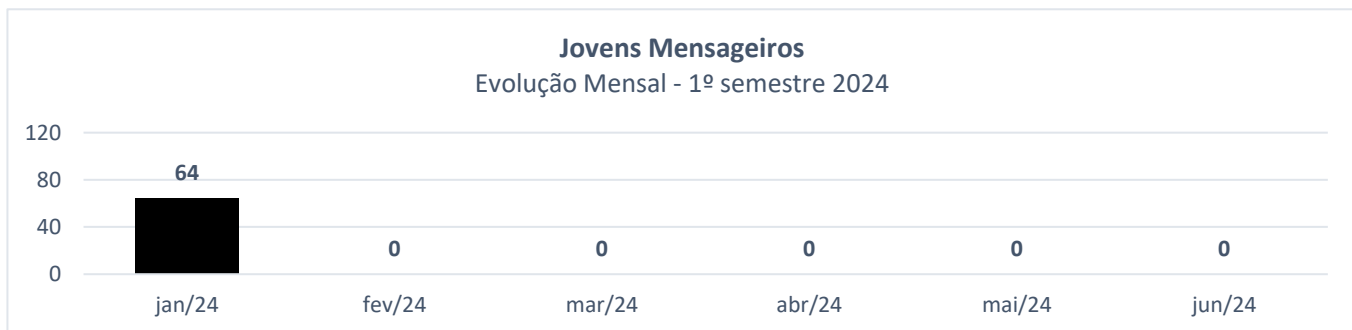 Jovens Mensageiros
Evolução Mensal - 1º semestre 2024
120
80
40
0
64
0
0
0
0
0
jan/24
fev/24
mar/24
abr/24
mai/24
jun/24